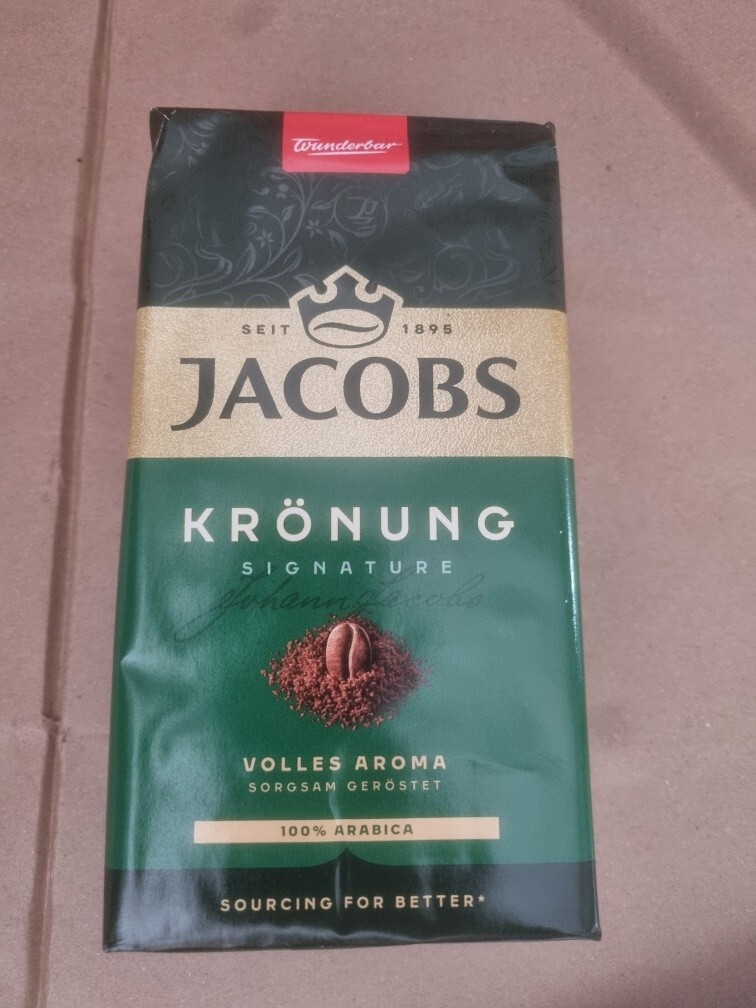 Wunderbar
SEIT 1895
JACOBS
KRÖNUNG
SIGNATURE
Johann Jacobs
VOLLES AROMA
SORGSAM GERÖSTET
100% ARABICA
SOURCING FOR BETTER*